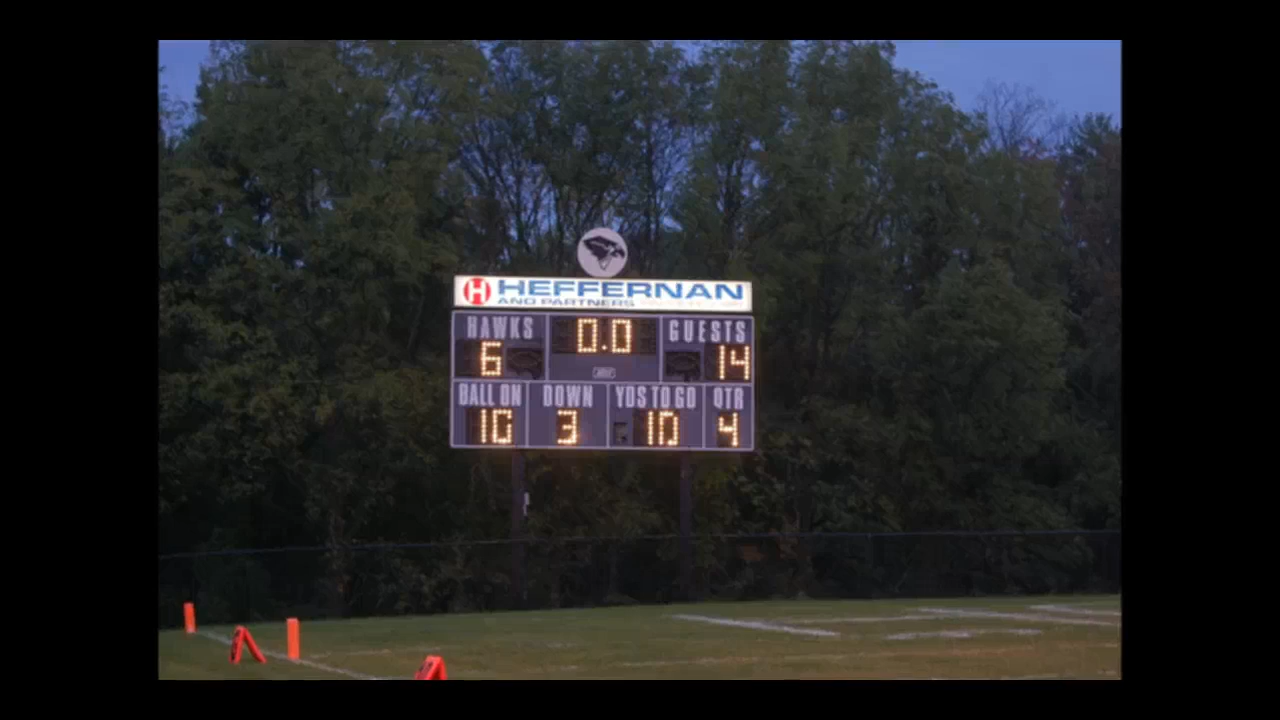 H HEFFERNAN
AND PARTNERS
HAWKS 0.0 GUESTS
6 14
BALL ON DOWN YDS TO GO QTR
10 3 10 4